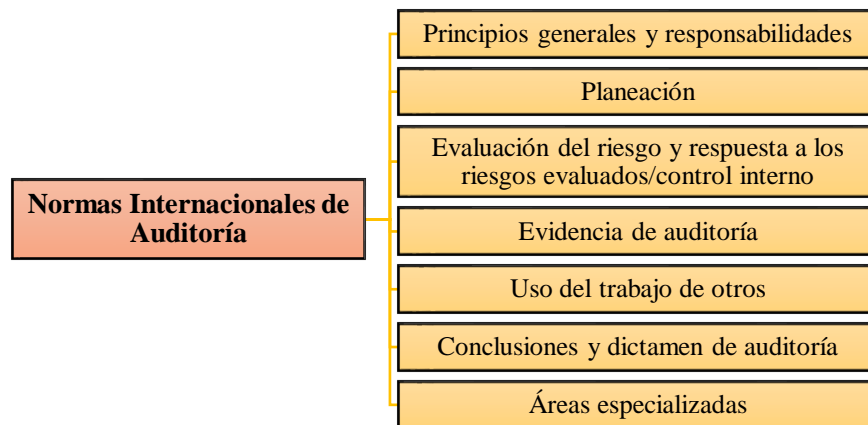 Normas Internacionales de
Auditoría
Principios generales y responsabilidades
Planeación
Evaluación del riesgo y respuesta a los
riesgos evaluados/control interno
Evidencia de auditoría
Uso del trabajo de otros
Conclusiones y dictamen de auditoría
Áreas especializadas